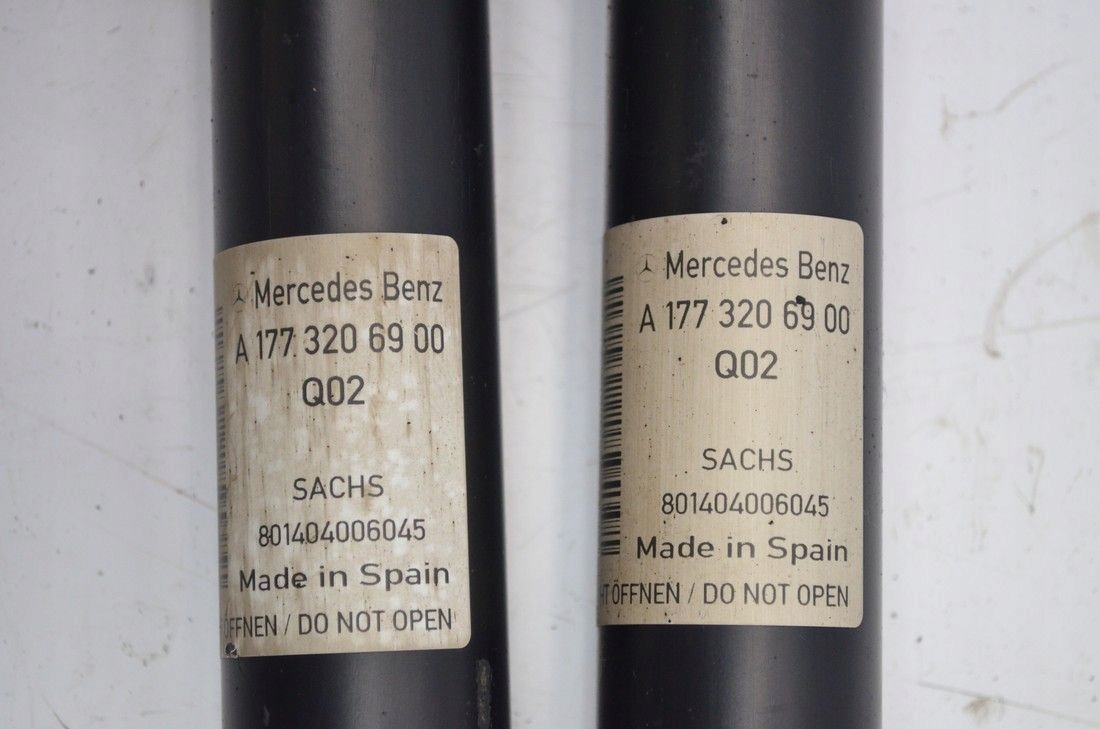 Mercedes Benz
A 177 320 69 00
Q02
SACHS
801404006045
Made in Spain
ÖFFNEN / DO NOT OPEN
Mercedes Benz
A 177 320 69 00
Q02
SACHS
801404006045
Made in Spain
HT ÖFFNEN / DO NOT OPEN